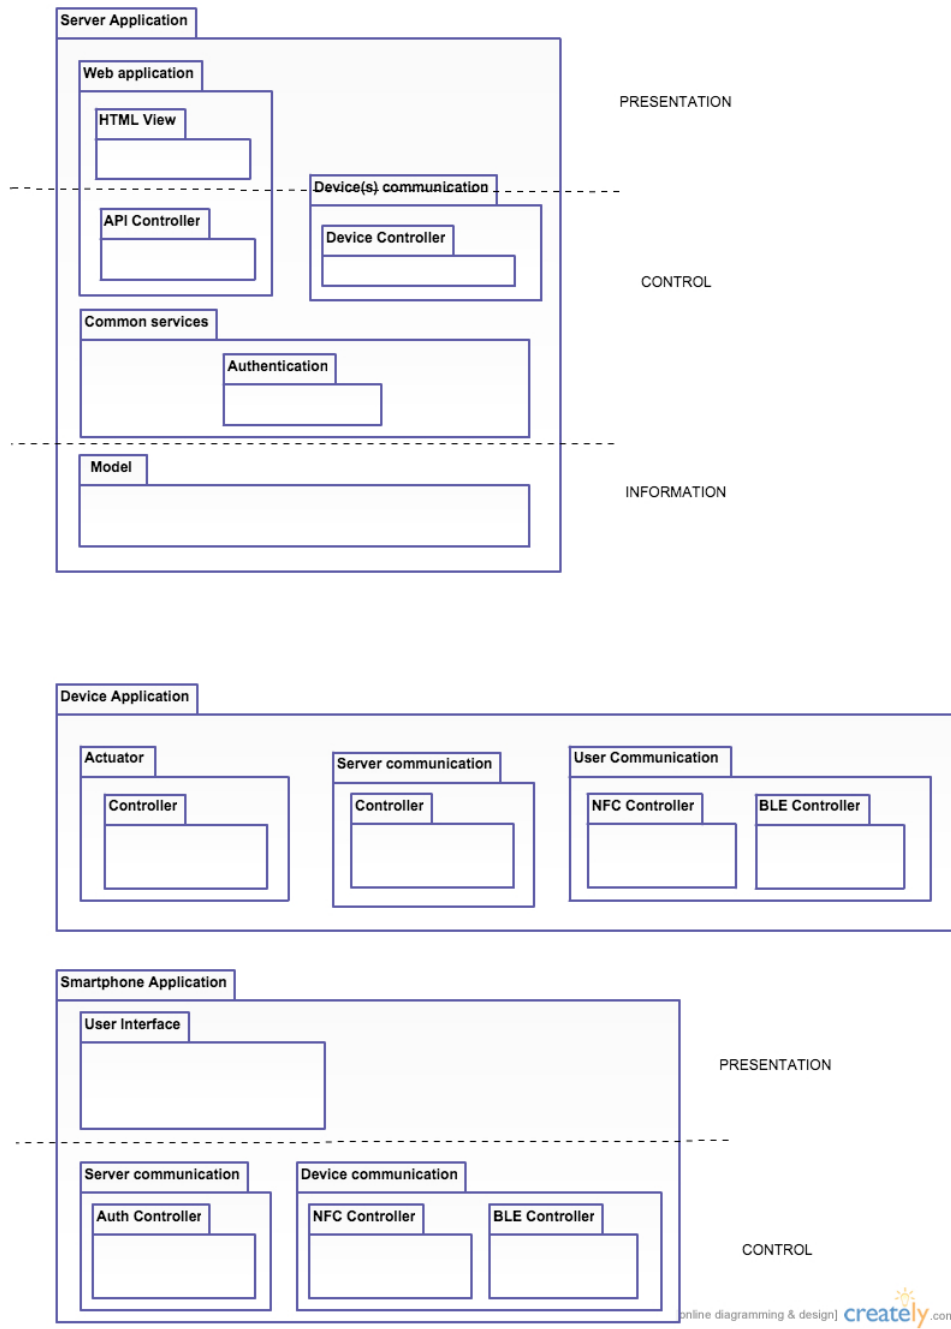 Server Application
Web application
PRESENTATION
HTML View
Device(s) communication
API Controller
Device Controller
CONTROL
Common services
Authentication
Model
INFORMATION
Device Application
Actuator
Server communication
User Communication
Controller
Controller
NFC Controller
BLE Controller
Smartphone Application
User Interface
PRESENTATION
Server communication
Device communication
Auth Controller
NFC Controller
BLE Controller
CONTROL
[online diagramming & design] creately.com